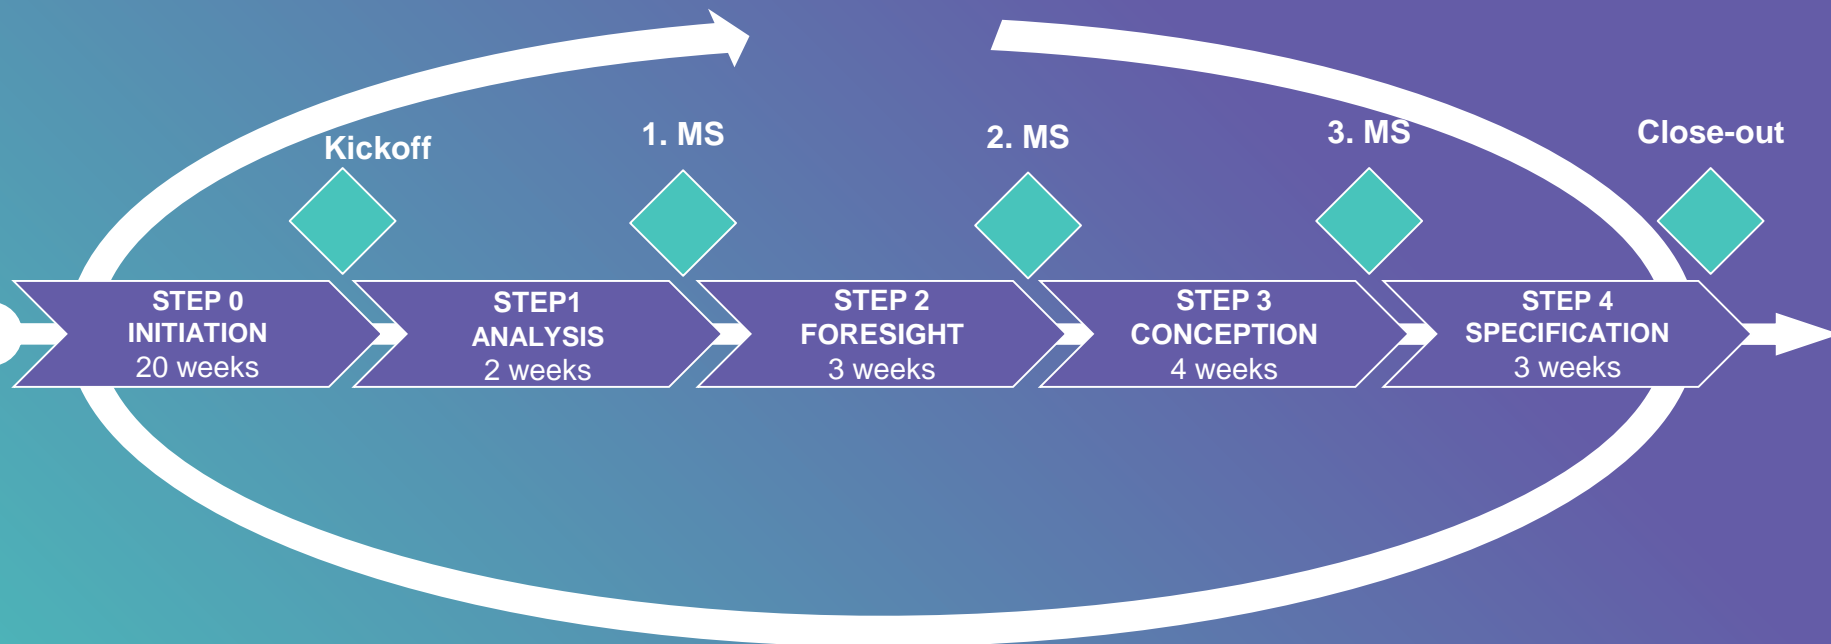 Kickoff
1. MS
2. MS
3. MS
Close-out
STEP 0
INITIATION
20 weeks
STEP1
ANALYSIS
2 weeks
STEP 2
FORESIGHT
3 weeks
STEP 3
CONCEPTION
4 weeks
STEP 4
SPECIFICATION
3 weeks